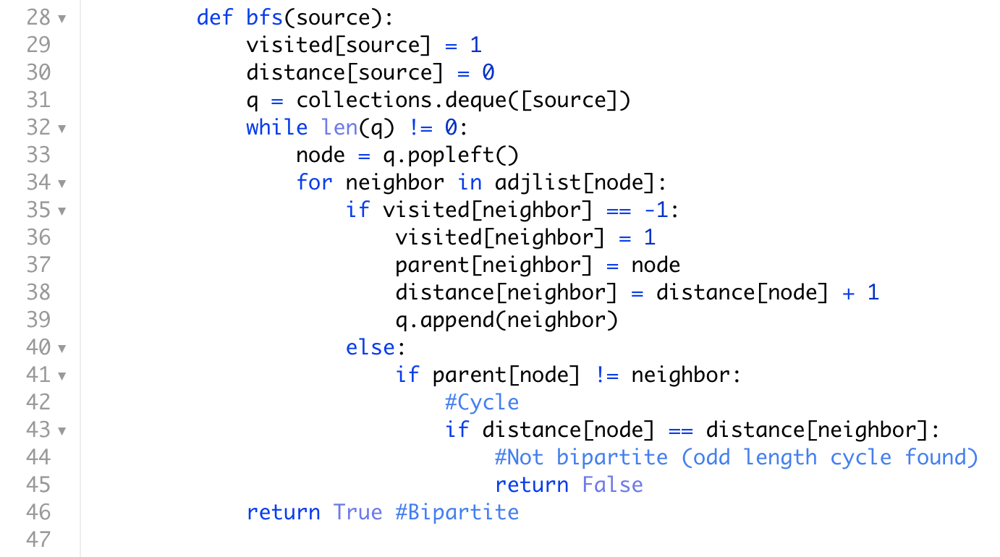 28 ▼ def bfs(source):
29 visited[source] = 1
30 distance[source] = 0
31 q = collections.deque([source])
32 ▼ while len(q) != 0:
33 node = q.popleft()
34 ▼ for neighbor in adjlist[node]:
35 ▼ if visited[neighbor] == -1:
36 visited[neighbor] = 1
37 parent[neighbor] = node
38 distance[neighbor] = distance[node] + 1
39 q.append(neighbor)
40 ▼ else:
41 ▼ if parent[node] != neighbor:
42 #Cycle
43 ▼ if distance[node] == distance[neighbor]:
44 #Not bipartite (odd length cycle found)
45 return False
46 return True #Bipartite
47